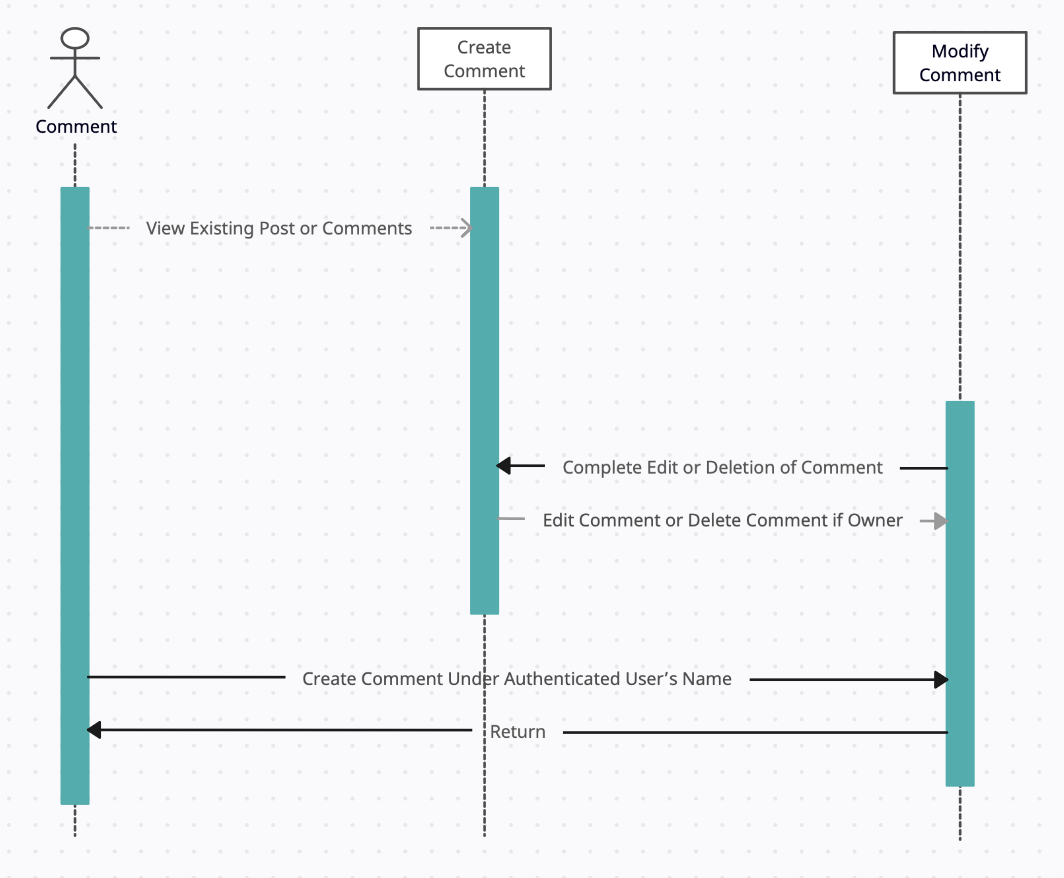 Create
Comment
Modify
Comment
Comment
View Existing Post or Comments
Complete Edit or Deletion of Comment
Edit Comment or Delete Comment if Owner
Create Comment Under Authenticated User’s Name
Return